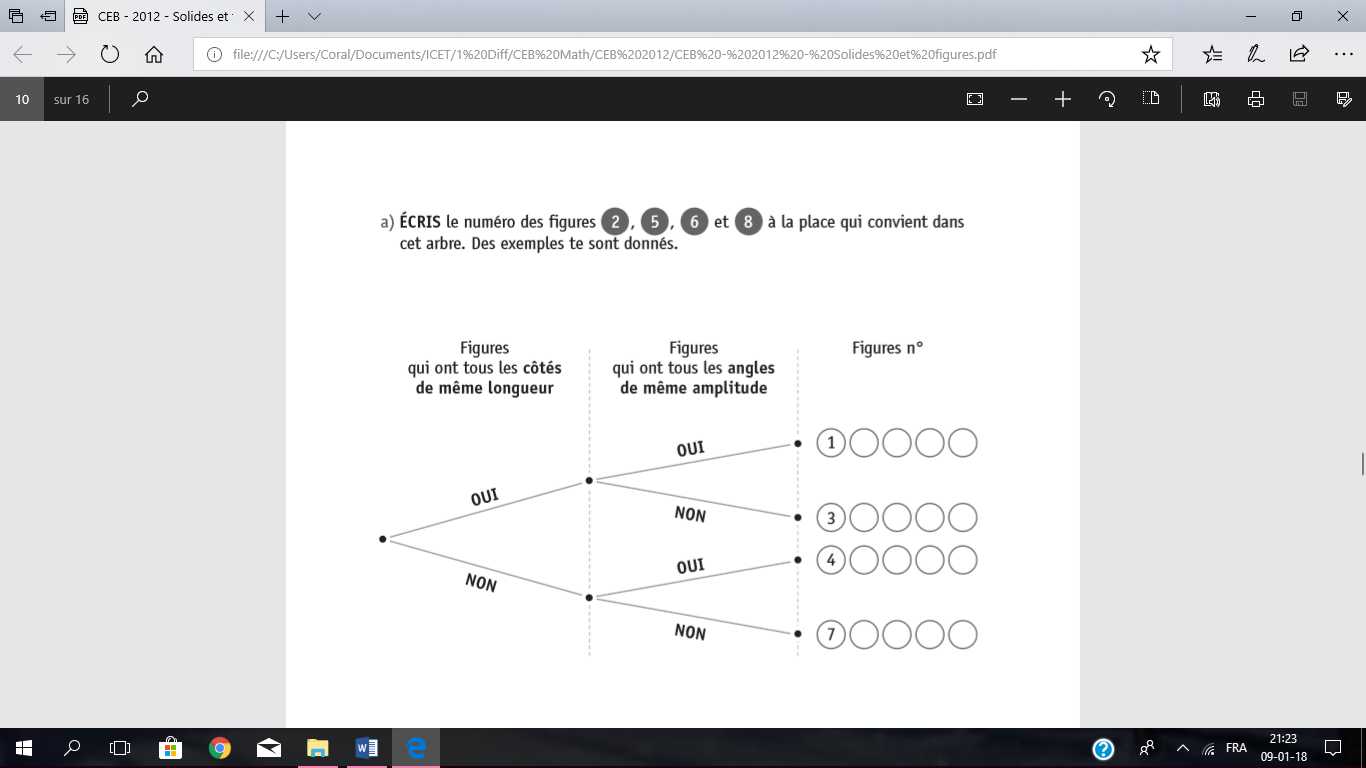 CEB - 2012 - Solides et
file:///C:/Users/Coral/Documents/ICET/1%20Diff/CEB%20Math/CEB%202012/CEB%20-%202012%20-%20Solides%20et%20figures.pdf
10 sur 16
a) ÉCRIS le numéro des figures 2, 5, 6 et 8 à la place qui convient dans
cet arbre. Des exemples te sont donnés.
Figures
qui ont tous les côtés
de même longueur
Figures
qui ont tous les angles
de même amplitude
Figures n°
OUI
NON
OUI
1
NON
3
OUI
4
NON
7
FRA
21:23
09-01-18